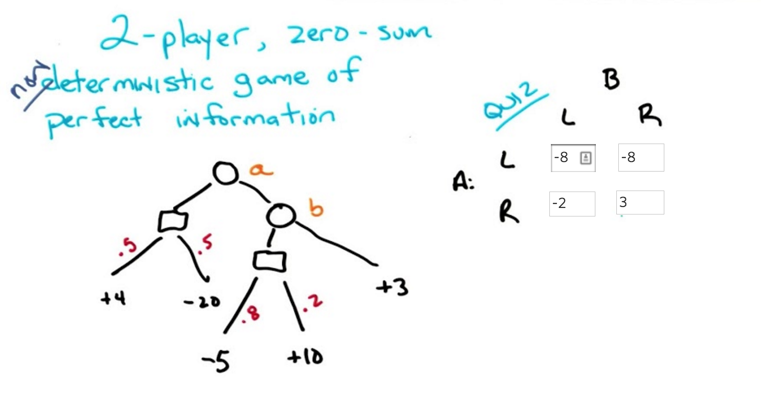 2-player, zero-sum
non deterministic game of
perfect information
QUIZ
B
L R
A: L -8 -8
R -2 3
a
b
.5 .5
+4 -20
.8 .2
+3
-5 +10